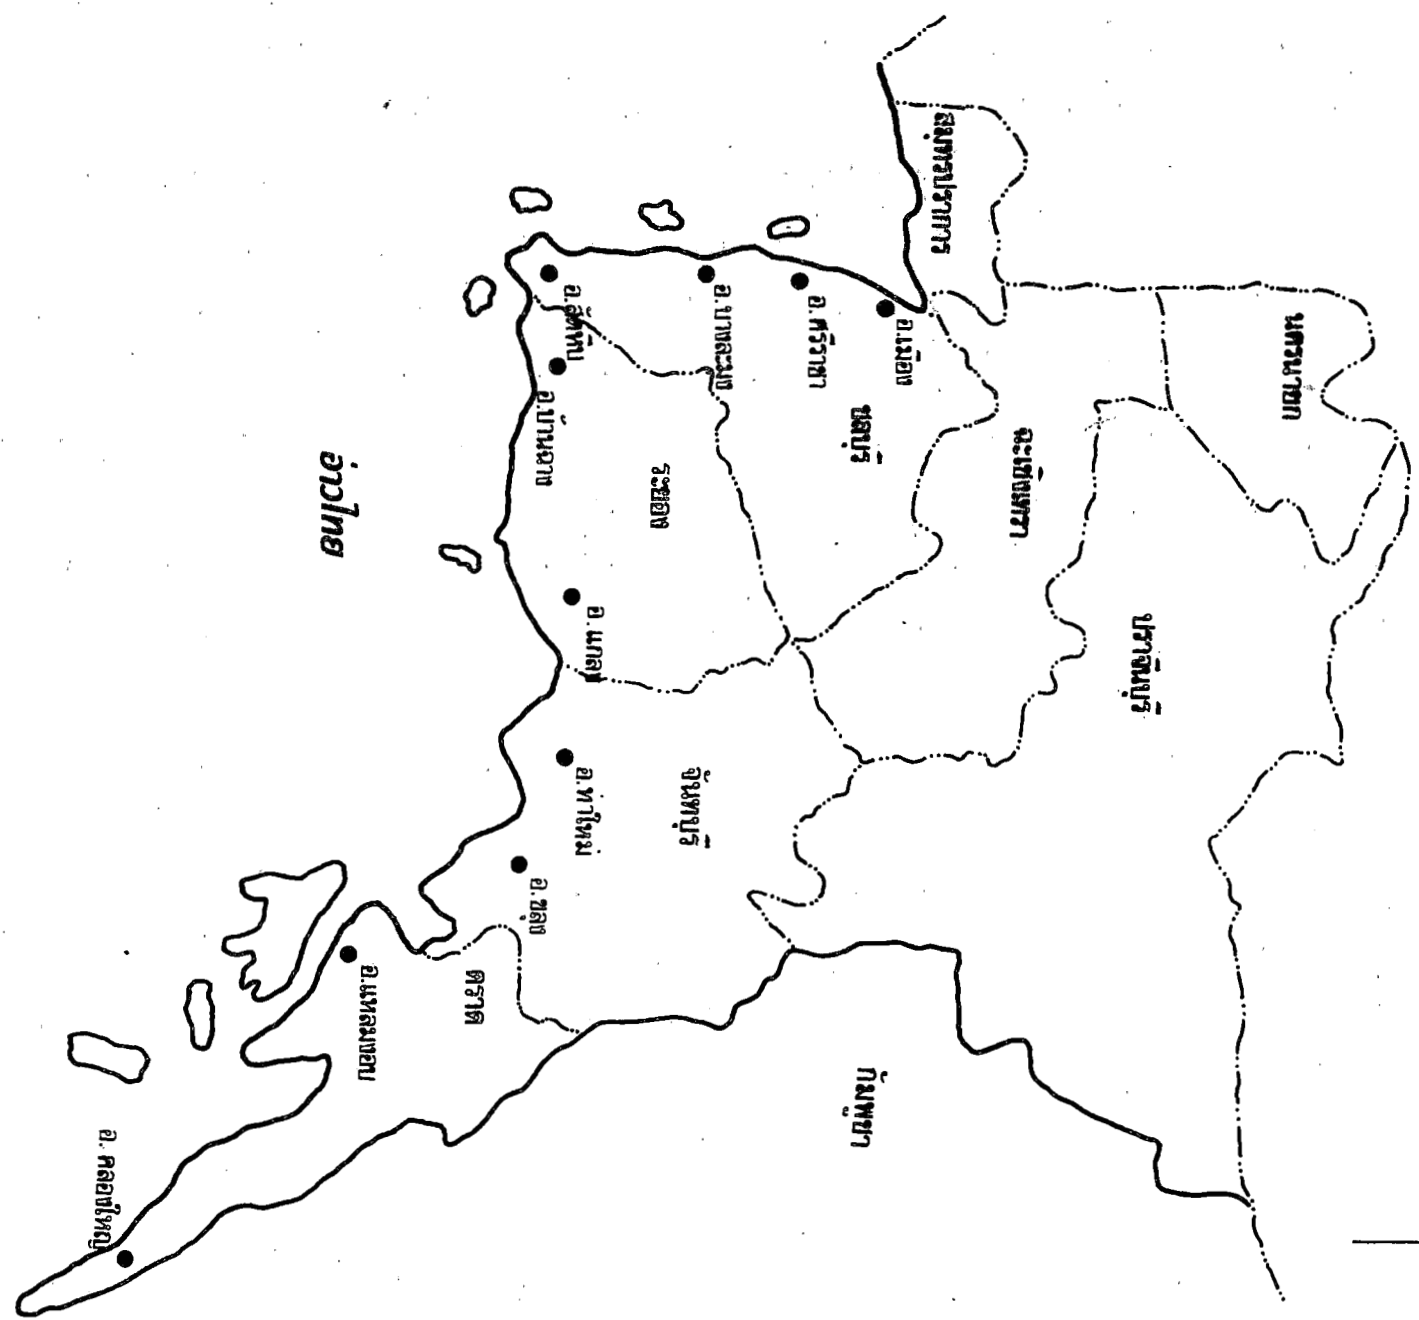 สมุทรปราการ
นครนายก
ฉะเชิงเทรา
ปราจีนบุรี
ชลบุรี
อ.เมือง
อ.ศรีราชา
อ.บางละมุง
อ.สัตหีบ
อ.บ้านฉาง
ระยอง
อ.แกลง
จันทบุรี
อ.ท่าใหม่
อ.ขลุง
ตราด
อ.แหลมงอบ
อ.คลองใหญ่
กัมพูชา
อ่าวไทย